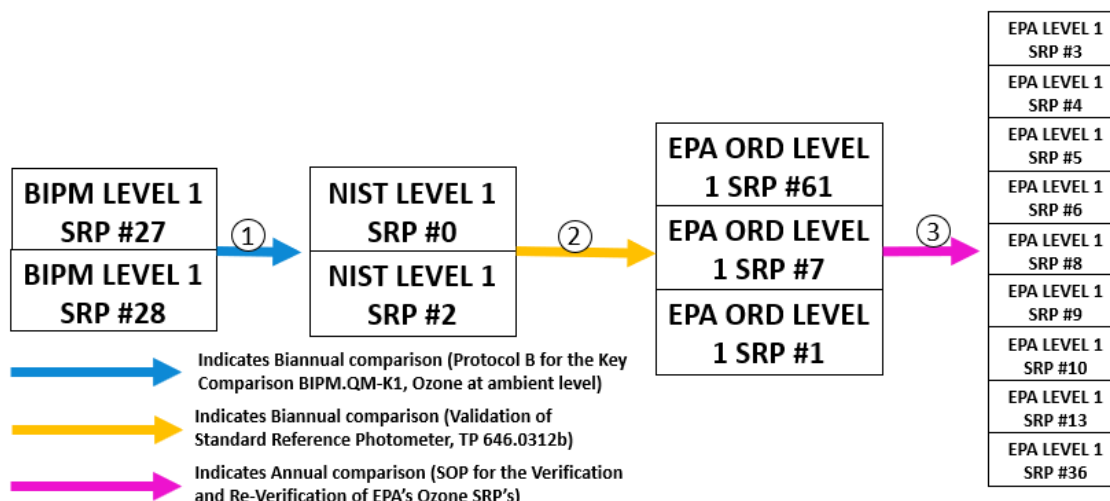 BIPM LEVEL 1
SRP #27
BIPM LEVEL 1
SRP #28
1
NIST LEVEL 1
SRP #0
NIST LEVEL 1
SRP #2
2
EPA ORD LEVEL
1 SRP #61
EPA ORD LEVEL
1 SRP #7
EPA ORD LEVEL
1 SRP #1
3
EPA LEVEL 1
SRP #3
EPA LEVEL 1
SRP #4
EPA LEVEL 1
SRP #5
EPA LEVEL 1
SRP #6
EPA LEVEL 1
SRP #8
EPA LEVEL 1
SRP #9
EPA LEVEL 1
SRP #10
EPA LEVEL 1
SRP #13
EPA LEVEL 1
SRP #36
Indicates Biannual comparison (Protocol B for the Key
Comparison BIPM.QM-K1, Ozone at ambient level)
Indicates Biannual comparison (Validation of
Standard Reference Photometer, TP 646.0312b)
Indicates Annual comparison (SOP for the Verification
and Re-Verification of EPA's Ozone SRP's)